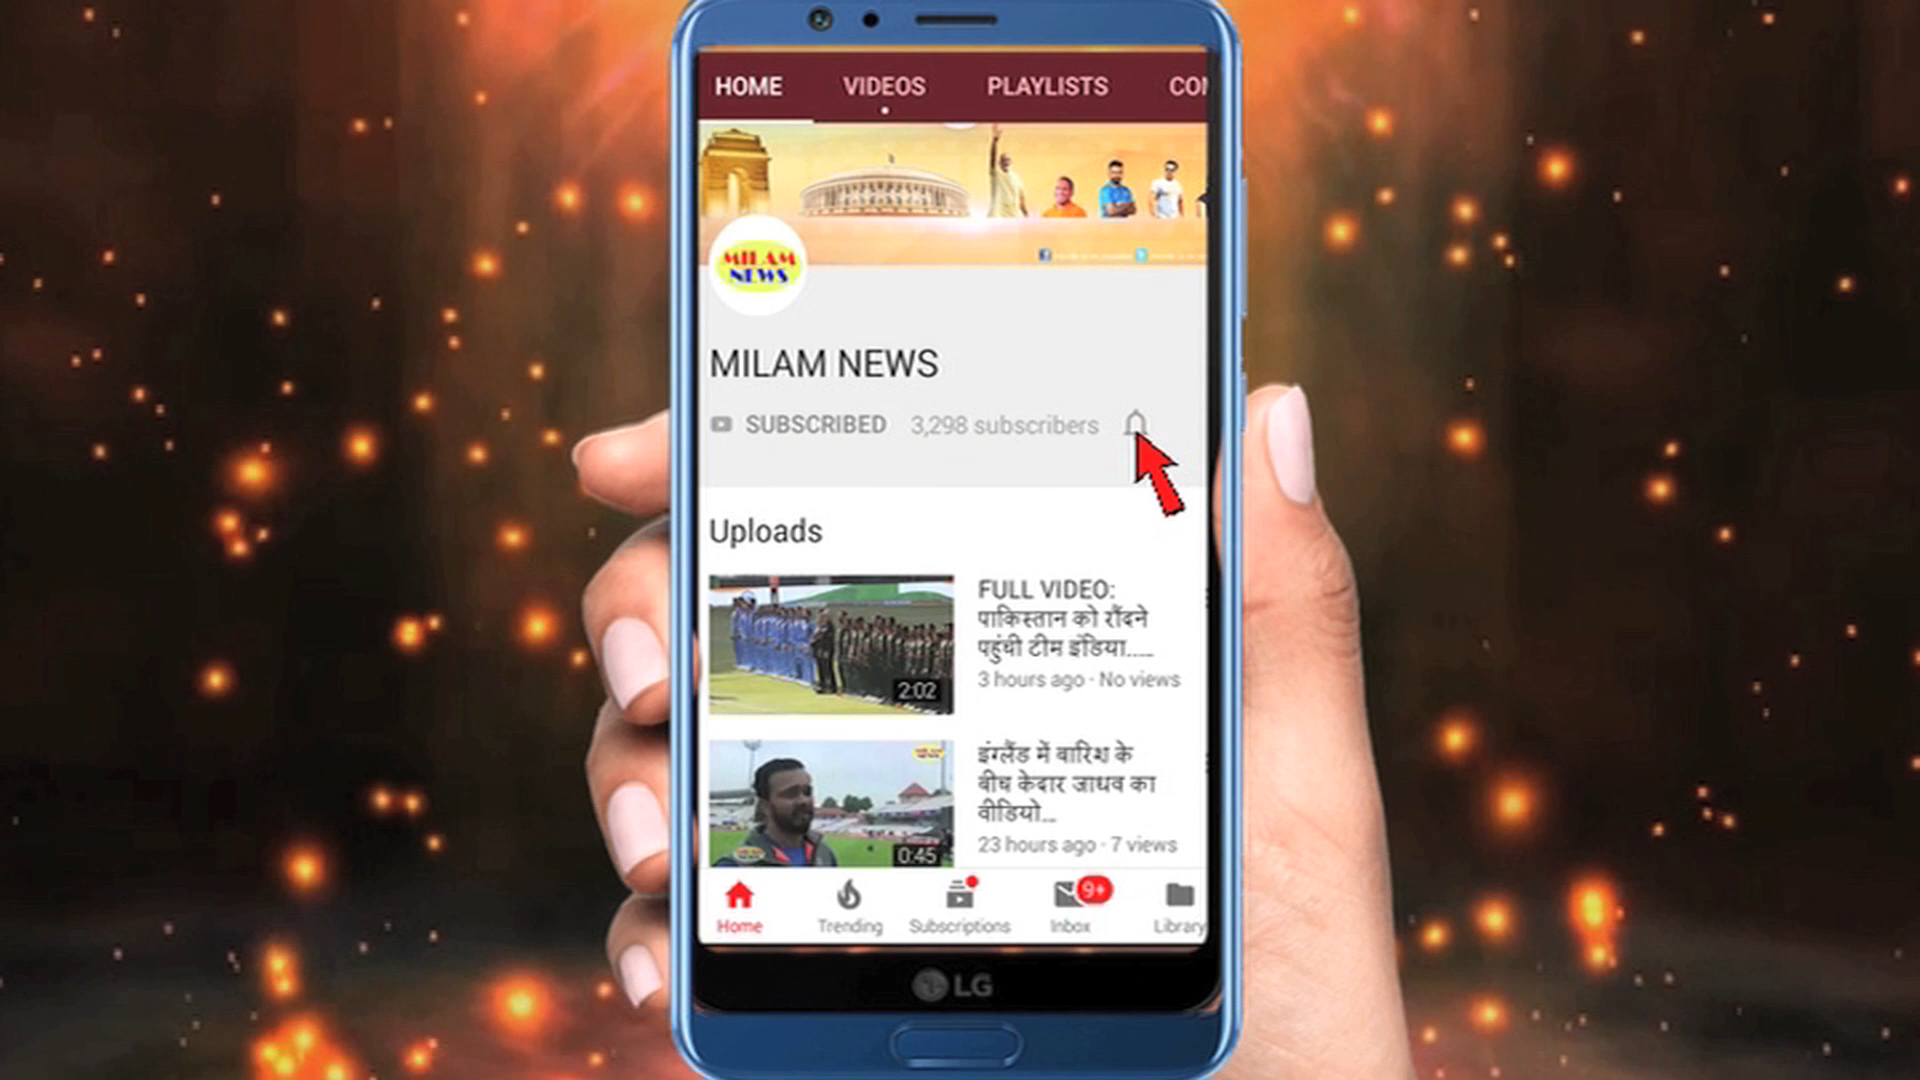 HOME VIDEOS PLAYLISTS
MILAM
NEWS
MILAM NEWS
SUBSCRIBED 3,298 subscribers
Uploads
FULL VIDEO:
पाकिस्तान को रौंदने
पहुंची टीम इंडिया.....
3 hours ago · No views
2:02
इंग्लैंड में बारिश के
बीच केदार जाधव का
वीडियो...
23 hours ago · 7 views
0:45
9+
Home Trending Subscriptions Inbox Library
LG